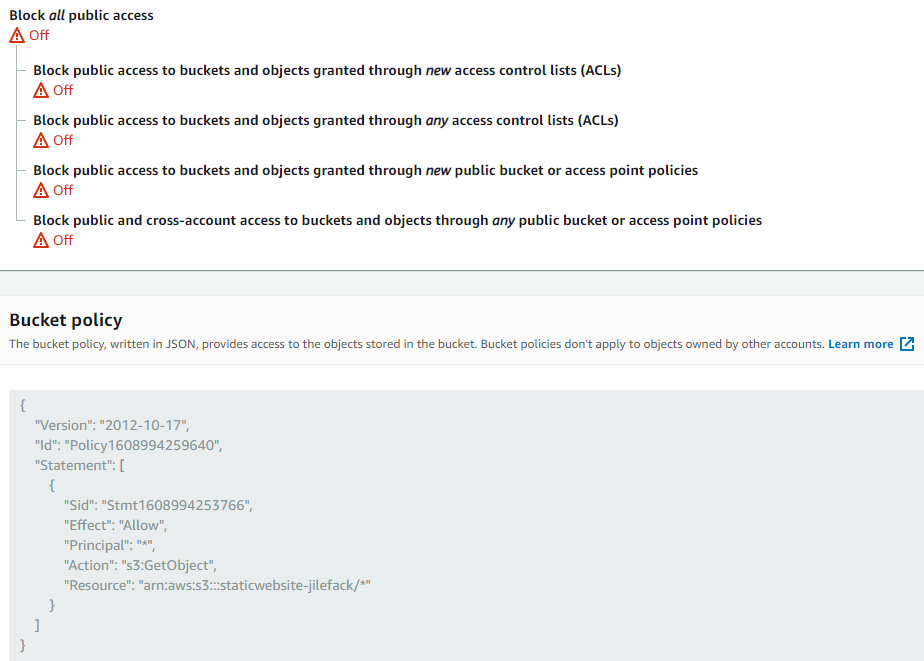 Block all public access
Off
Block public access to buckets and objects granted through new access control lists (ACLs)
Off
Block public access to buckets and objects granted through any access control lists (ACLs)
Off
Block public access to buckets and objects granted through new public bucket or access point policies
Off
Block public and cross-account access to buckets and objects through any public bucket or access point policies
Off
Bucket policy
The bucket policy, written in JSON, provides access to the objects stored in the bucket. Bucket policies don't apply to objects owned by other accounts. Learn more
{
"Version": "2012-10-17",
"Id": "Policy1608994259640",
"Statement": [
{
"Sid": "Stmt1608994253766",
"Effect": "Allow",
"Principal": "*",
"Action": "s3:GetObject",
"Resource": "arn:aws:s3:::staticwebsite-jilefack/*"
}
]
}